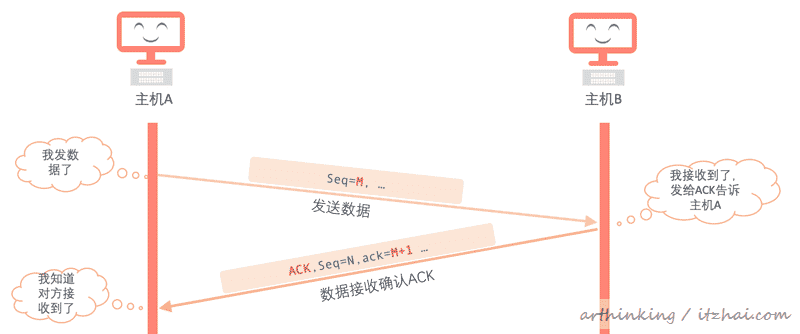 主机A
主机B
我发数
据了
Seq=M, …
发送数据
我接收到了,
发给ACK告诉
主机A
ACK,Seq=N,ack=M+1 …
数据接收确认ACK
我知道
对方接
收到了
arthinking / itzhai.com